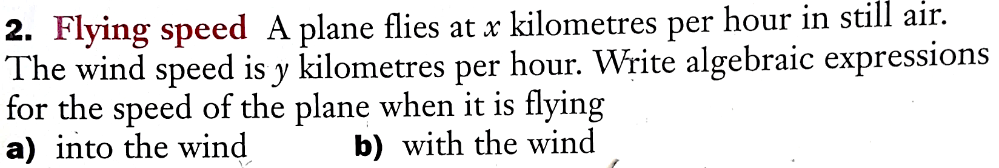 2. Flying speed A plane flies at x kilometres per hour in still air.
The wind speed is y kilometres per hour. Write algebraic expressions
for the speed of the plane when it is flying
a) into the wind b) with the wind